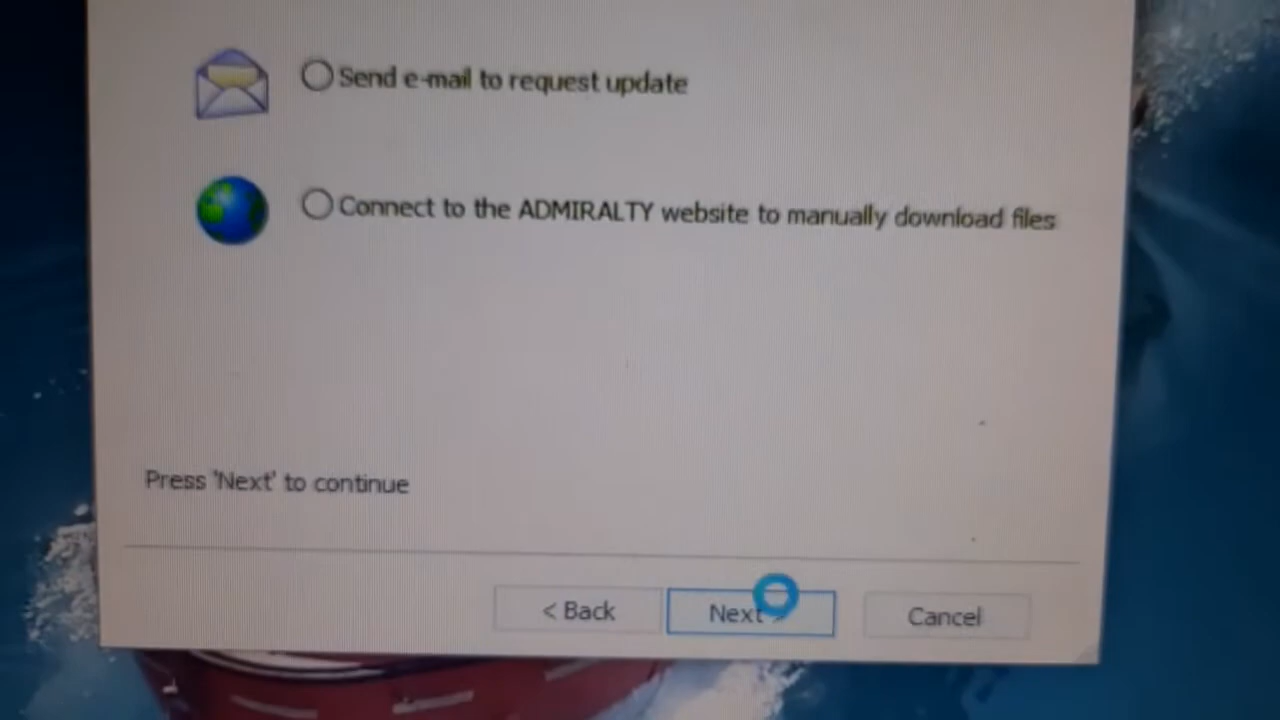 Send e-mail to request update
Connect to the ADMIRALTY website to manually download files
Press 'Next' to continue
< Back
Next >
Cancel